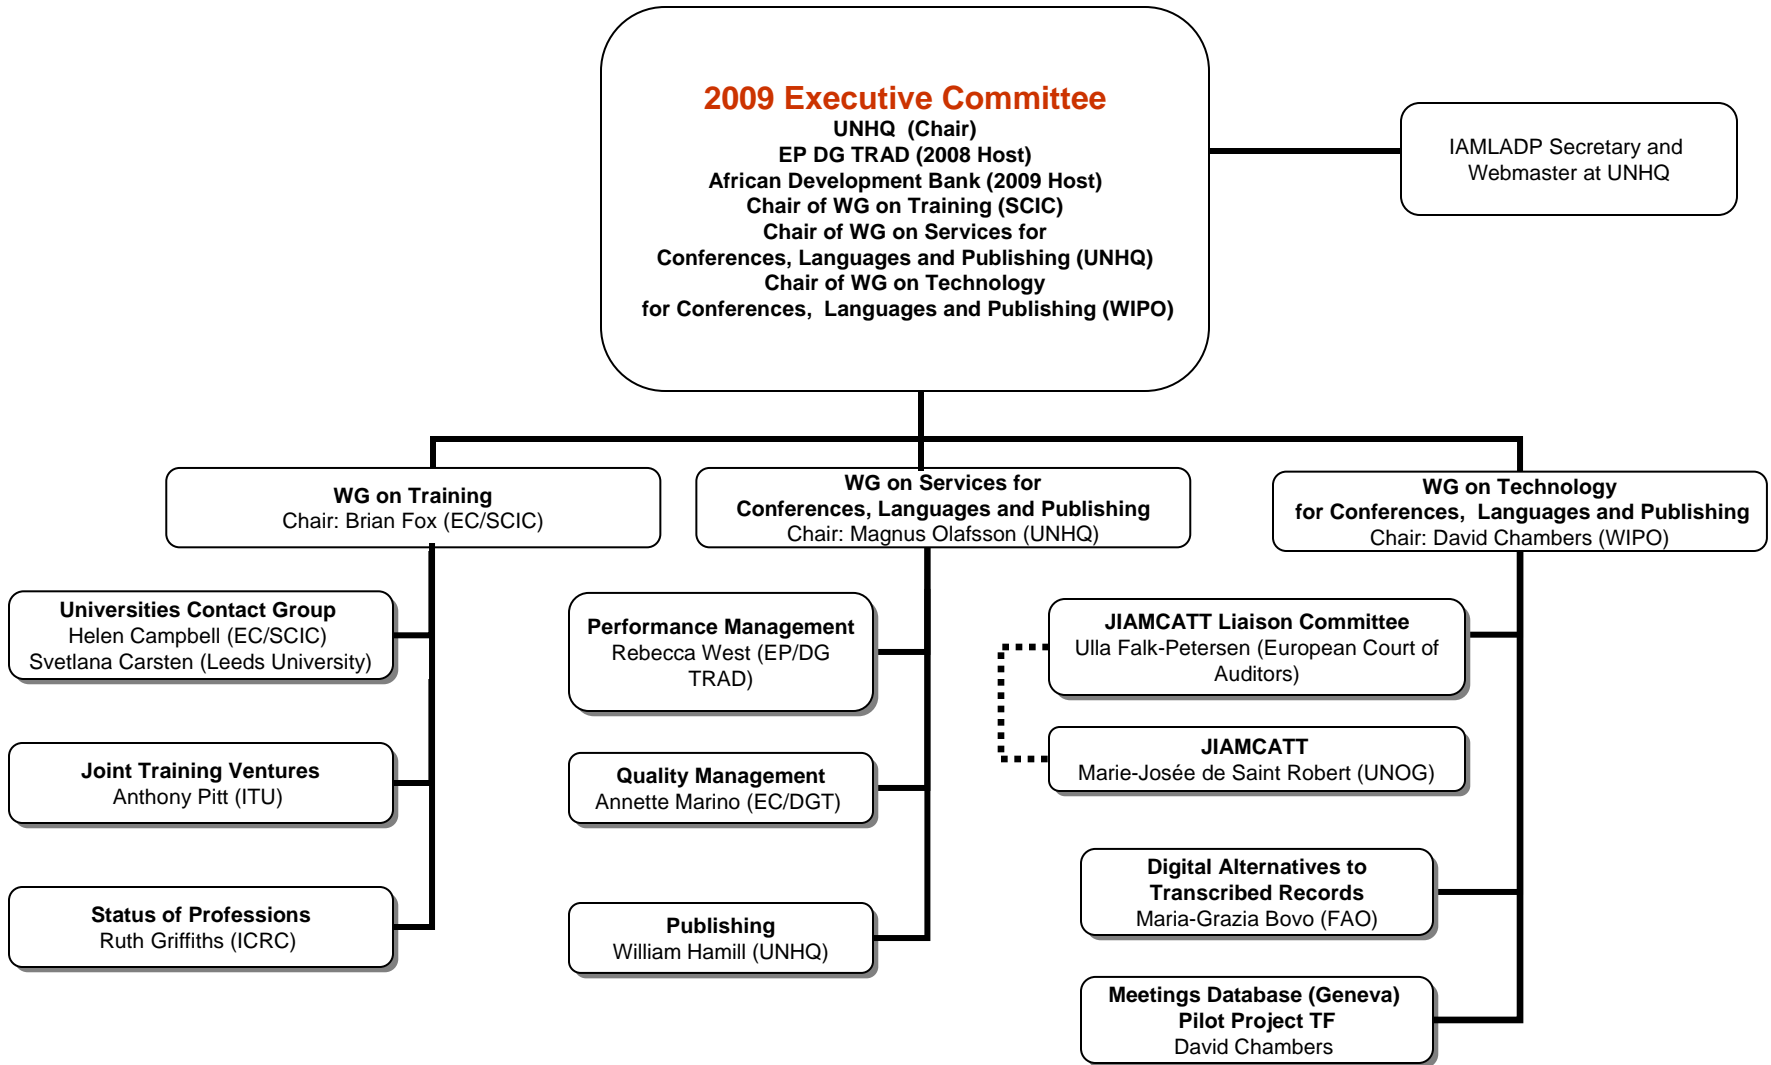 2009 Executive Committee
UNHQ (Chair)
EP DG TRAD (2008 Host)
African Development Bank (2009 Host)
Chair of WG on Training (SCIC)
Chair of WG on Services for
Conferences, Languages and Publishing (UNHQ)
Chair of WG on Technology
for Conferences, Languages and Publishing (WIPO)
IAMLADP Secretary and
Webmaster at UNHQ
WG on Training
Chair: Brian Fox (EC/SCIC)
Universities Contact Group
Helen Campbell (EC/SCIC)
Svetlana Carsten (Leeds University)
Joint Training Ventures
Anthony Pitt (ITU)
Status of Professions
Ruth Griffiths (ICRC)
WG on Services for
Conferences, Languages and Publishing
Chair: Magnus Olafsson (UNHQ)
Performance Management
Rebecca West (EP/DG
TRAD)
Quality Management
Annette Marino (EC/DGT)
Publishing
William Hamill (UNHQ)
WG on Technology
for Conferences, Languages and Publishing
Chair: David Chambers (WIPO)
JIAMCATT Liaison Committee
Ulla Falk-Petersen (European Court of
Auditors)
JIAMCATT
Marie-Josée de Saint Robert (UNOG)
Digital Alternatives to
Transcribed Records
Maria-Grazia Bovo (FAO)
Meetings Database (Geneva)
Pilot Project TF
David Chambers